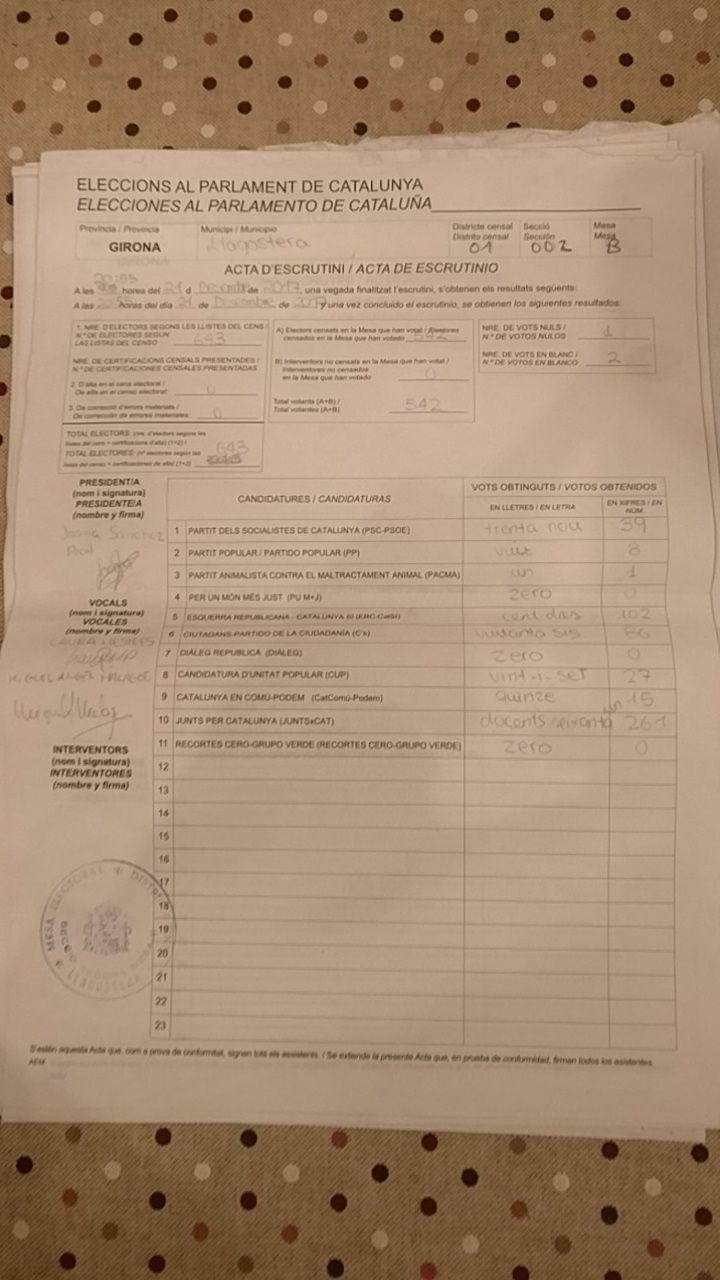 ELECCIONS AL PARLAMENT DE CATALUNYA
ELECCIONES AL PARLAMENTO DE CATALUÑA
Província / Provincia
GIRONA
Municipi / Municipio
Llagostera
Districte censal
Distrito censal
01
Secció
Sección
002
Mesa
Mesa
B
ACTA D'ESCRUTINI / ACTA DE ESCRUTINIO
20:55
A les hores del 21 d Desembre de 2017, una vegada finalitzat l'escrutini, s'obtenen els resultats següents:
A las 20:55 horas del día 21 de Desembre de 2017 y una vez concluido el escrutinio, se obtienen los siguientes resultados:
1. NRE. D'ELECTORS SEGONS LES LLISTES DEL CENS /
N.º DE ELECTORES SEGÚN
LAS LISTAS DEL CENSO 643
NRE. DE CERTIFICACIONS CENSALS PRESENTADES /
N.º DE CERTIFICACIONES CENSALES PRESENTADAS
2. D'alta en el cens electoral /
De alta en el censo electoral: 0
3. De correcció d'errors materials /
De corrección de errores materiales: 0
TOTAL ELECTORS: (nre. d'electors segons les
llistes del cens + certificacions d'alta) (1+2) /
TOTAL ELECTORES: (nº electores según las
listas del censo + certificaciones de alta) (1+2) 643
A) Electors censats en la Mesa que han votat / Electores
censados en la Mesa que han votado 542
B) Interventors no censats en la Mesa que han votat /
Interventores no censados
en la Mesa que han votado 0
Total votants (A+B) /
Total votantes (A+B) 542
NRE. DE VOTS NULS /
N.º DE VOTOS NULOS 1
NRE. DE VOTS EN BLANC /
N.º DE VOTOS EN BLANCO 2
PRESIDENT/A
(nom i signatura)
PRESIDENTE/A
(nombre y firma)
Sánchez
VOCALS
(nom i signatura)
VOCALES
(nombre y firma)
LAURA
MIGUEL ANGEL
INTERVENTORS
(nom i signatura)
INTERVENTORES
(nombre y firma)
CANDIDATURES / CANDIDATURAS
VOTS OBTINGUTS / VOTOS OBTENIDOS
EN LLETRES / EN LETRA
EN XIFRES / EN NÚM.
1 PARTIT DELS SOCIALISTES DE CATALUNYA (PSC-PSOE) trenta nou 39
2 PARTIT POPULAR / PARTIDO POPULAR (PP) vuit 8
3 PARTIT ANIMALISTA CONTRA EL MALTRACTAMENT ANIMAL (PACMA) un 1
4 PER UN MÓN MÉS JUST (PU M+J) zero 0
5 ESQUERRA REPUBLICANA - CATALUNYA SÍ (ERC-CatSí) cent dos 102
6 CIUTADANS-PARTIDO DE LA CIUDADANÍA (C's) vuitanta sis 86
7 DIÀLEG REPUBLICÀ (DIÀLEG) zero 0
8 CANDIDATURA D'UNITAT POPULAR (CUP) vint-i-set 27
9 CATALUNYA EN COMÚ-PODEM (CatComú-Podem) quinze 15
10 JUNTS PER CATALUNYA (JUNTSxCAT) docents seixanta un 261
11 RECORTES CERO-GRUPO VERDE (RECORTES CERO-GRUPO VERDE) zero 0
12
13
14
15
16
17
18
19
20
21
22
23
MESA ELECTORAL
S'estén aquesta Acta que, com a prova de conformitat, signen tots els assistents. / Se extiende la presente Acta que, en prueba de conformidad, firman todos los asistentes.
AEM